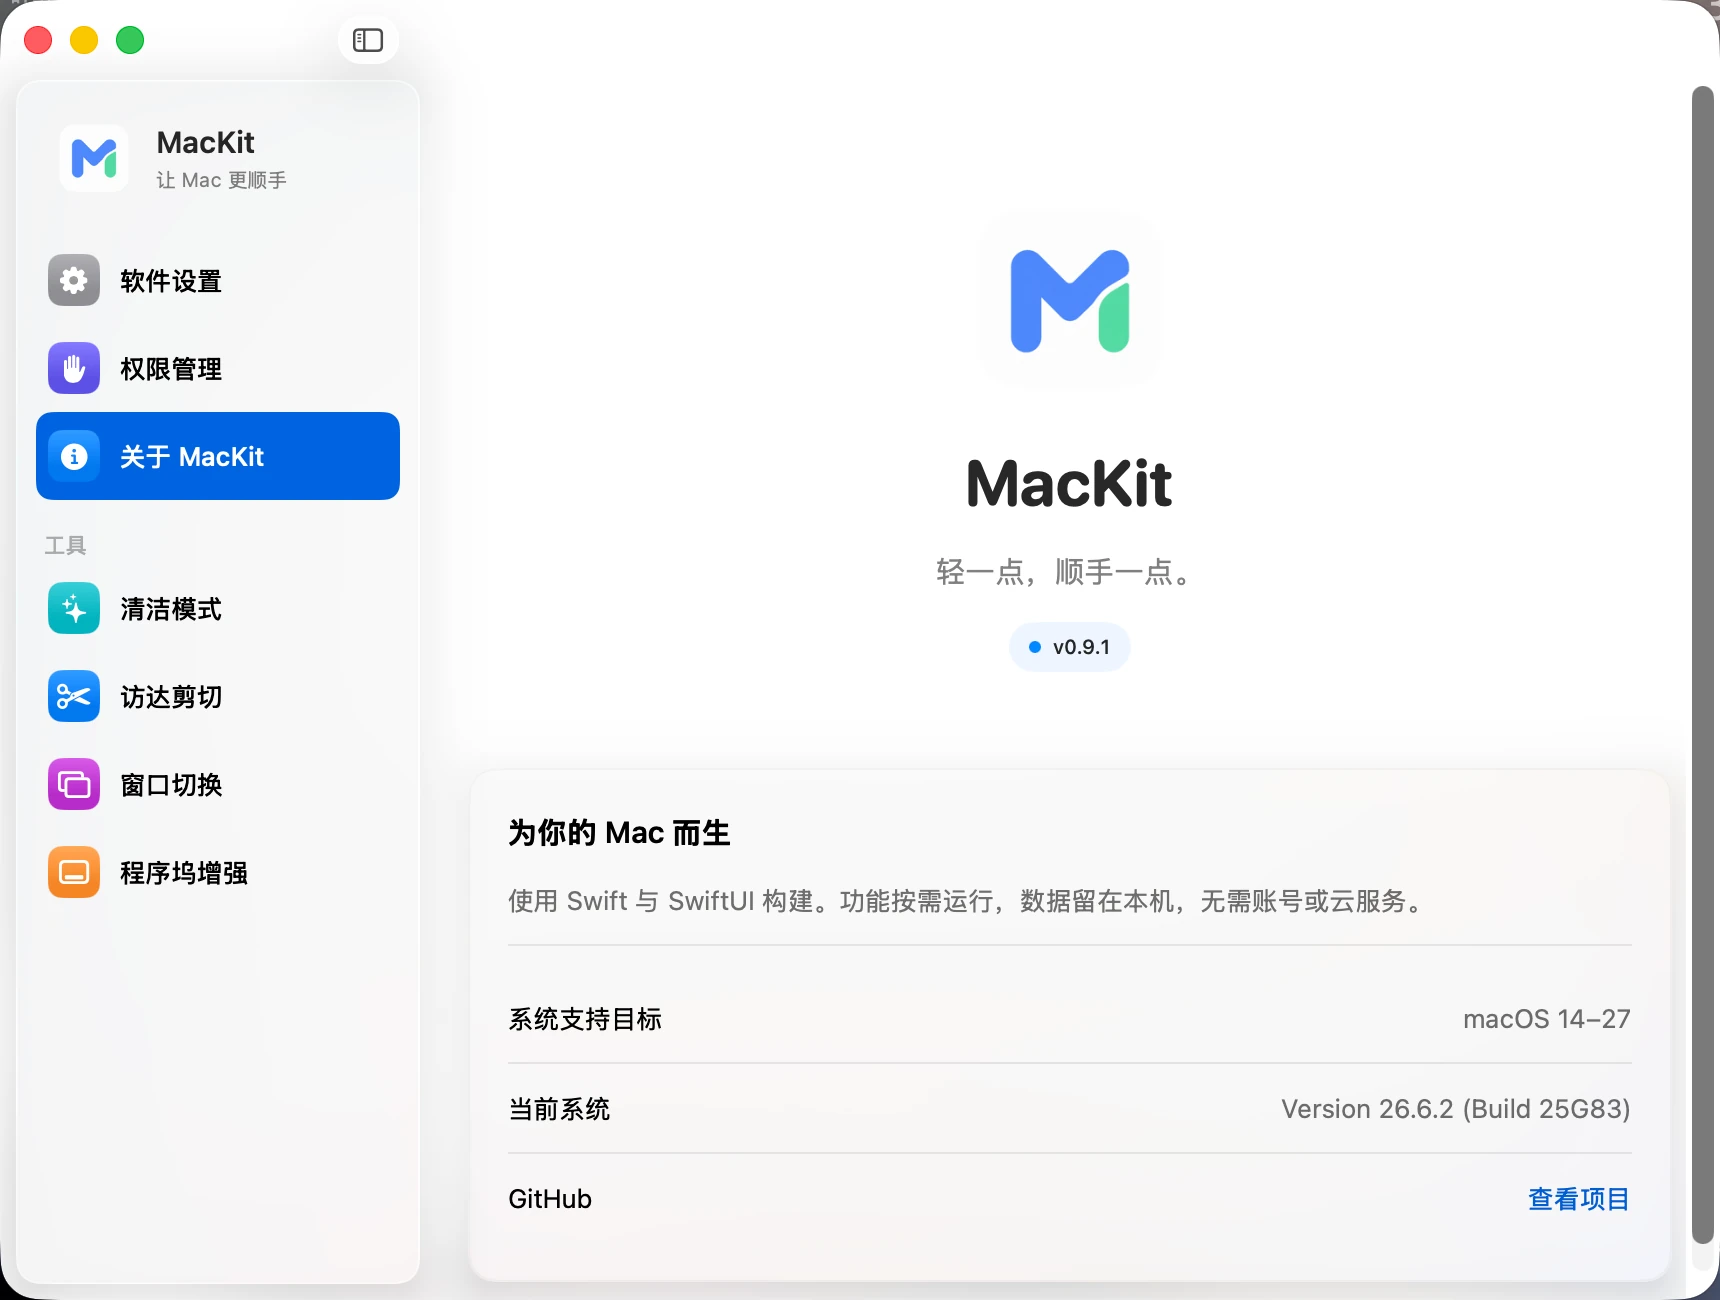 MacKit
让 Mac 更顺手
软件设置
权限管理
关于 MacKit
工具
清洁模式
访达剪切
窗口切换
程序坞增强
MacKit
轻一点，顺手一点。
v0.9.1
为你的 Mac 而生
使用 Swift 与 SwiftUI 构建。功能按需运行，数据留在本机，无需账号或云服务。
系统支持目标 macOS 14–27
当前系统 Version 26.6.2 (Build 25G83)
GitHub 查看项目